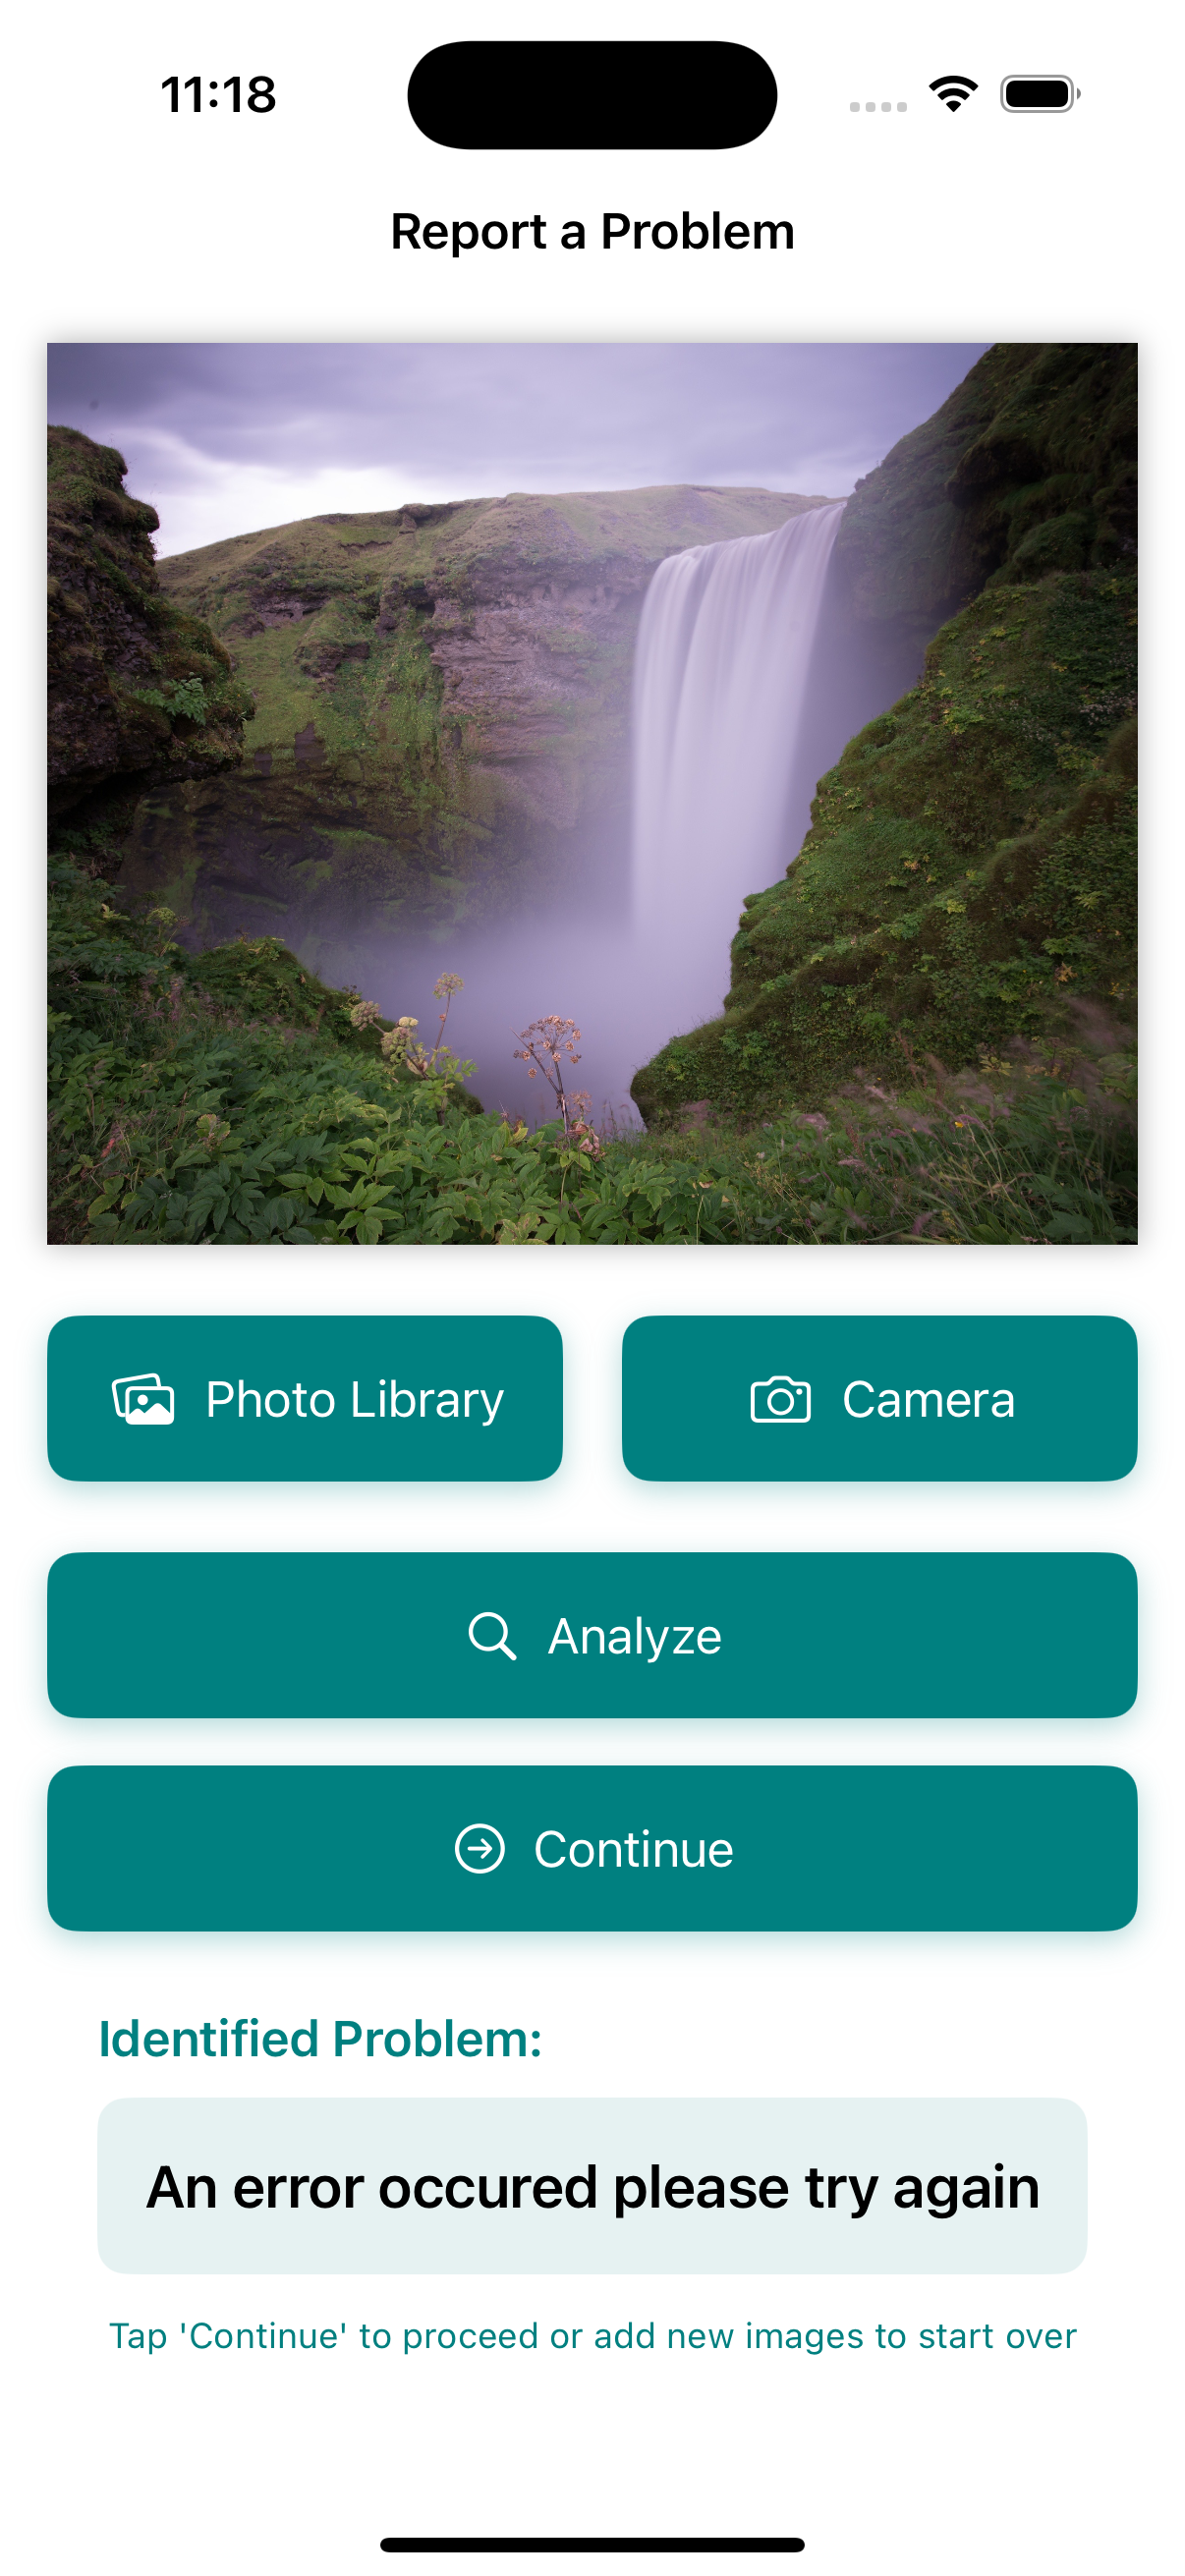 11:18
Report a Problem
Photo Library
Camera
Analyze
Continue
Identified Problem:
An error occured please try again
Tap 'Continue' to proceed or add new images to start over